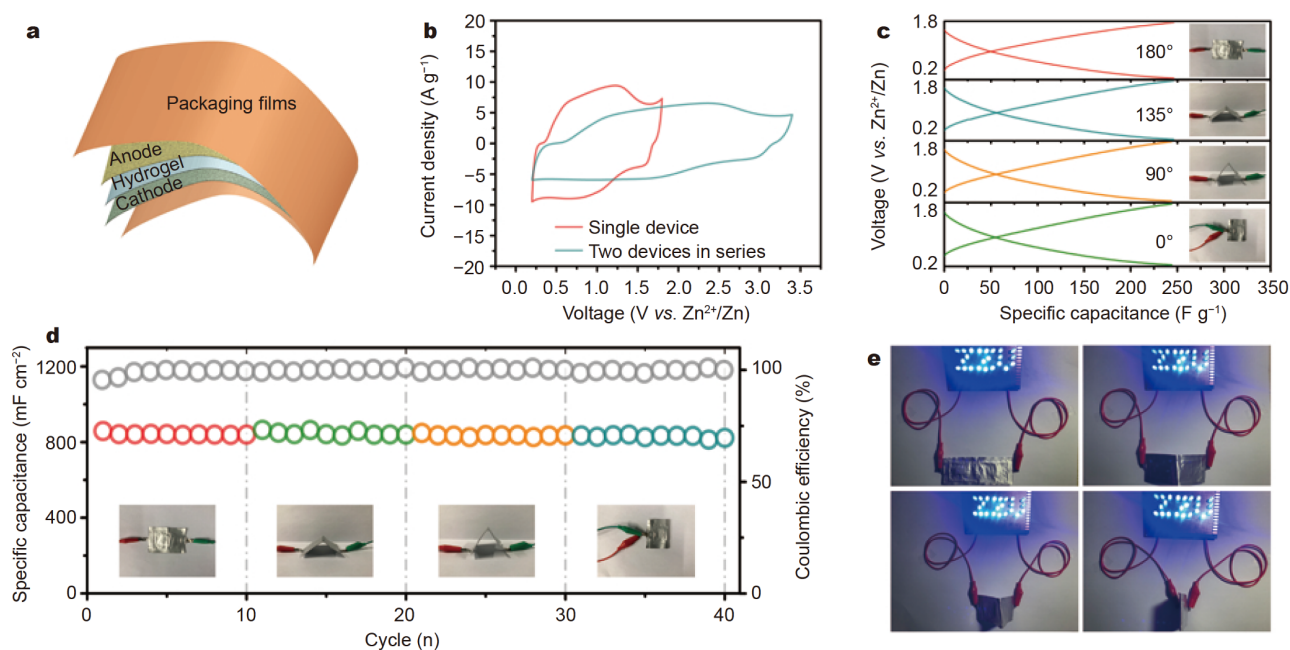 a
Packaging films
Anode
Hydrogel
Cathode
b
20
15
10
5
0
−5
−10
−15
−20
Current density (A g⁻¹)
Single device
Two devices in series
0.0 0.5 1.0 1.5 2.0 2.5 3.0 3.5
Voltage (V vs. Zn²⁺/Zn)
c
Voltage (V vs. Zn²⁺/Zn)
1.8
180°
0.2
1.8
135°
0.2
1.8
90°
0.2
1.8
0°
0.2
0 50 100 150 200 250 300 350
Specific capacitance (F g⁻¹)
d
Specific capacitance (mF cm⁻²)
1200
800
400
0
100
50
0
Coulombic efficiency (%)
0 10 20 30 40
Cycle (n)
e